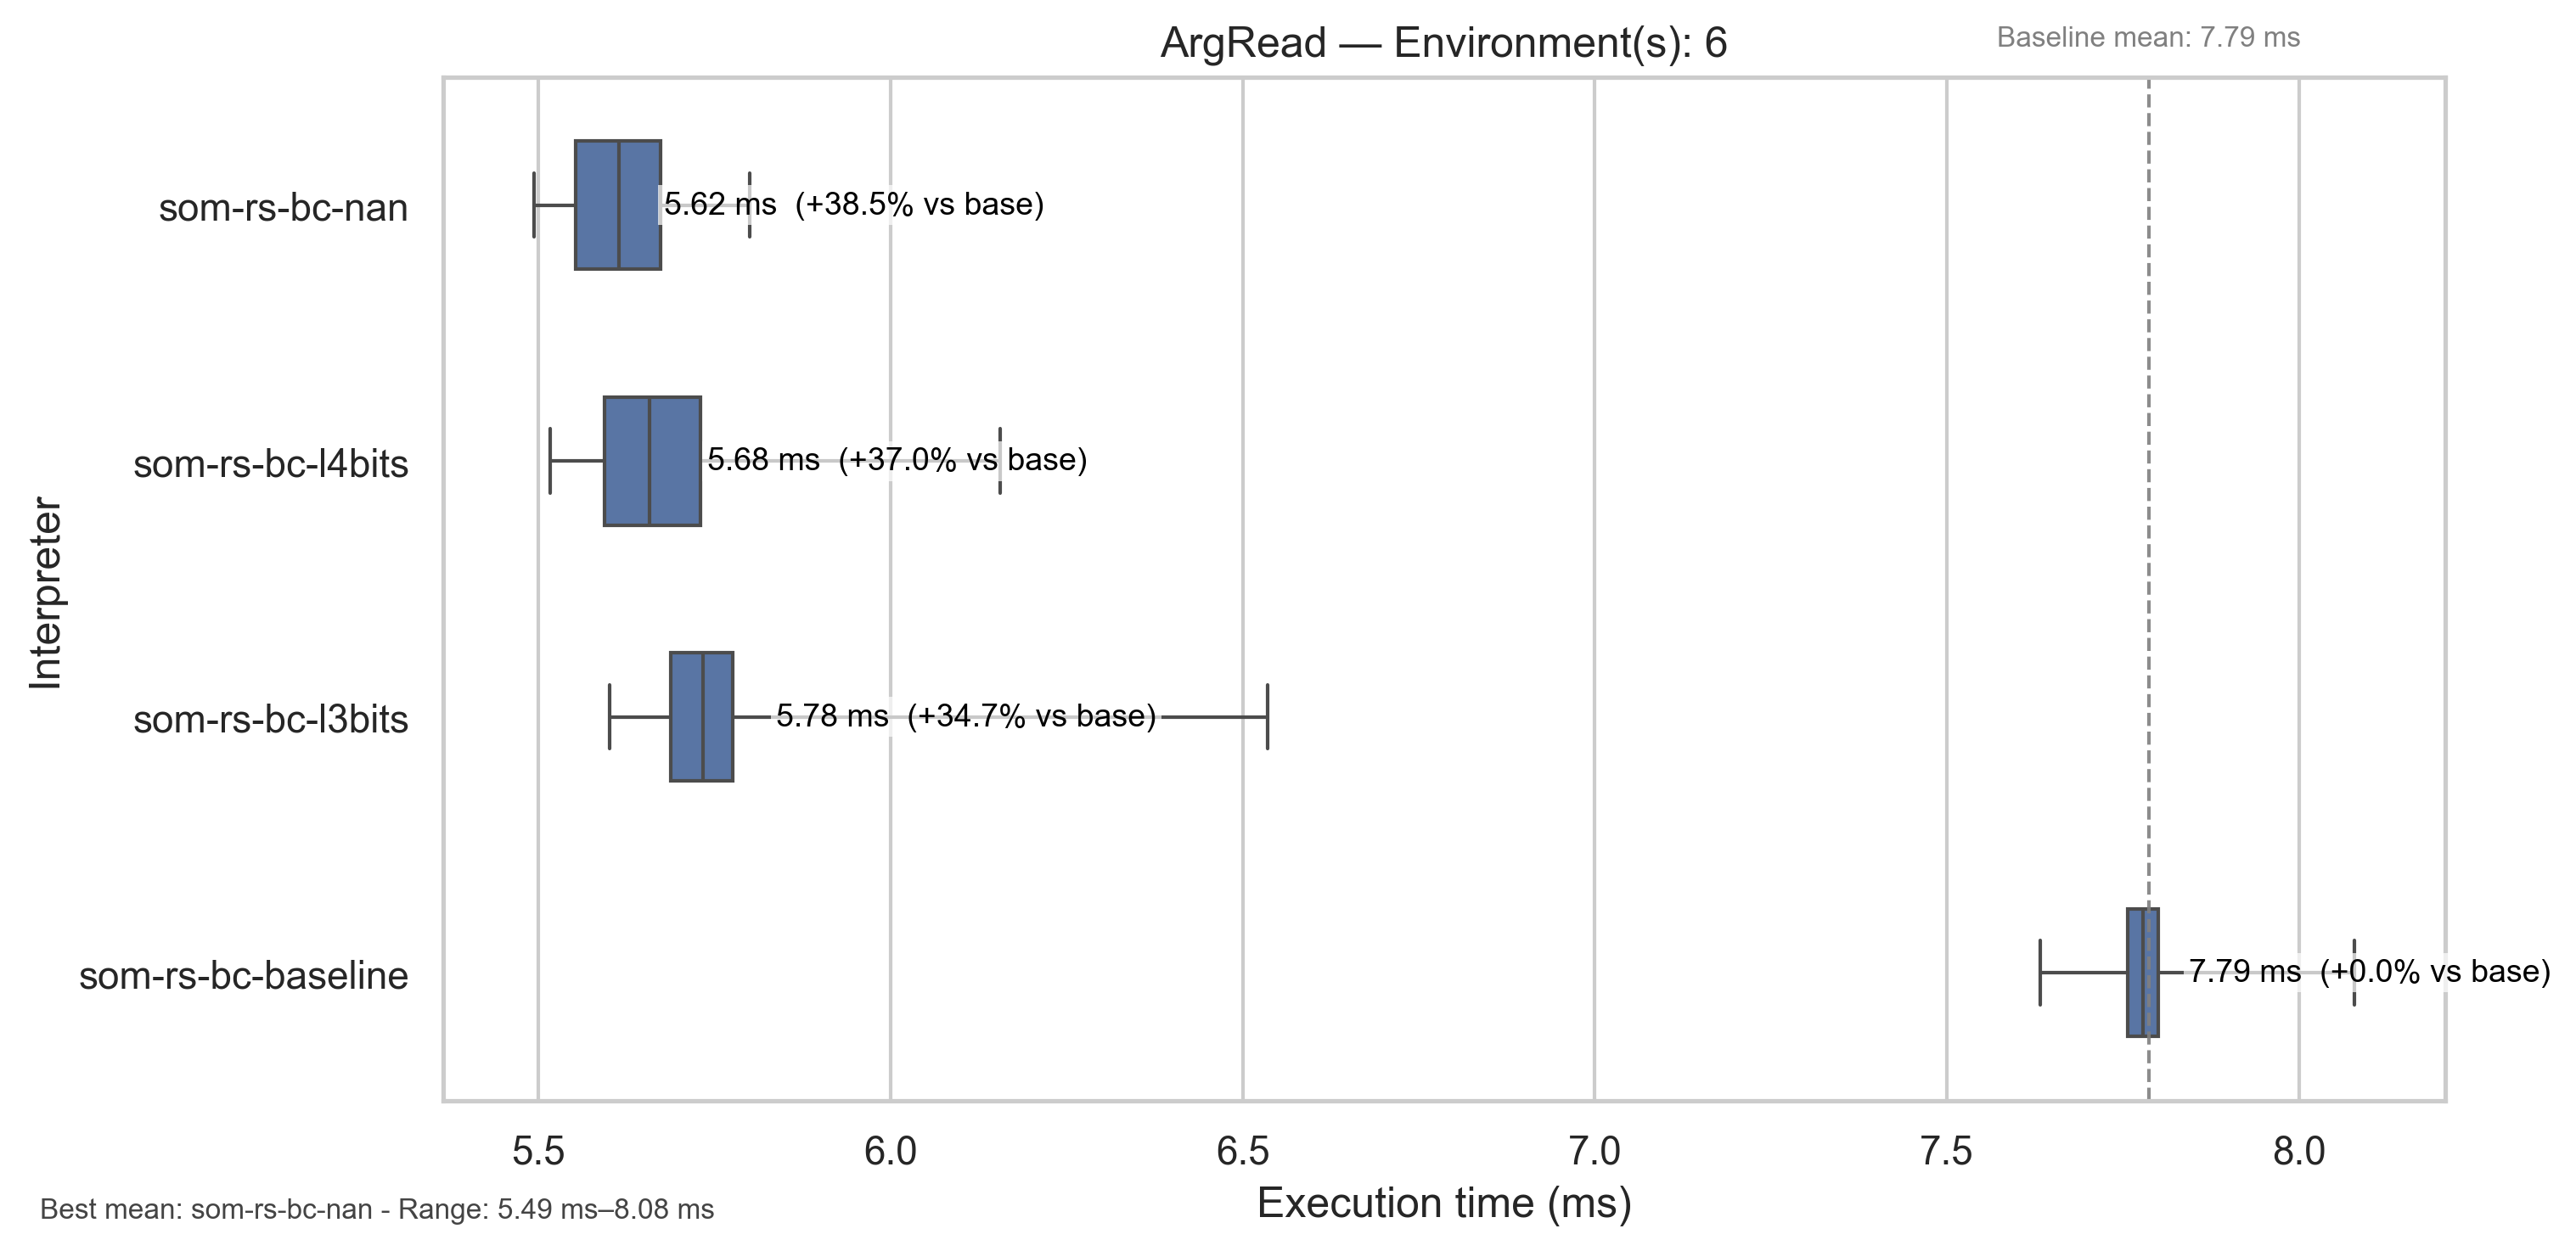 ArgRead — Environment(s): 6
Baseline mean: 7.79 ms
Interpreter
som-rs-bc-nan
5.62 ms (+38.5% vs base)
som-rs-bc-l4bits
5.68 ms (+37.0% vs base)
som-rs-bc-l3bits
5.78 ms (+34.7% vs base)
som-rs-bc-baseline
7.79 ms (+0.0% vs base)
5.5 6.0 6.5 7.0 7.5 8.0
Execution time (ms)
Best mean: som-rs-bc-nan - Range: 5.49 ms–8.08 ms